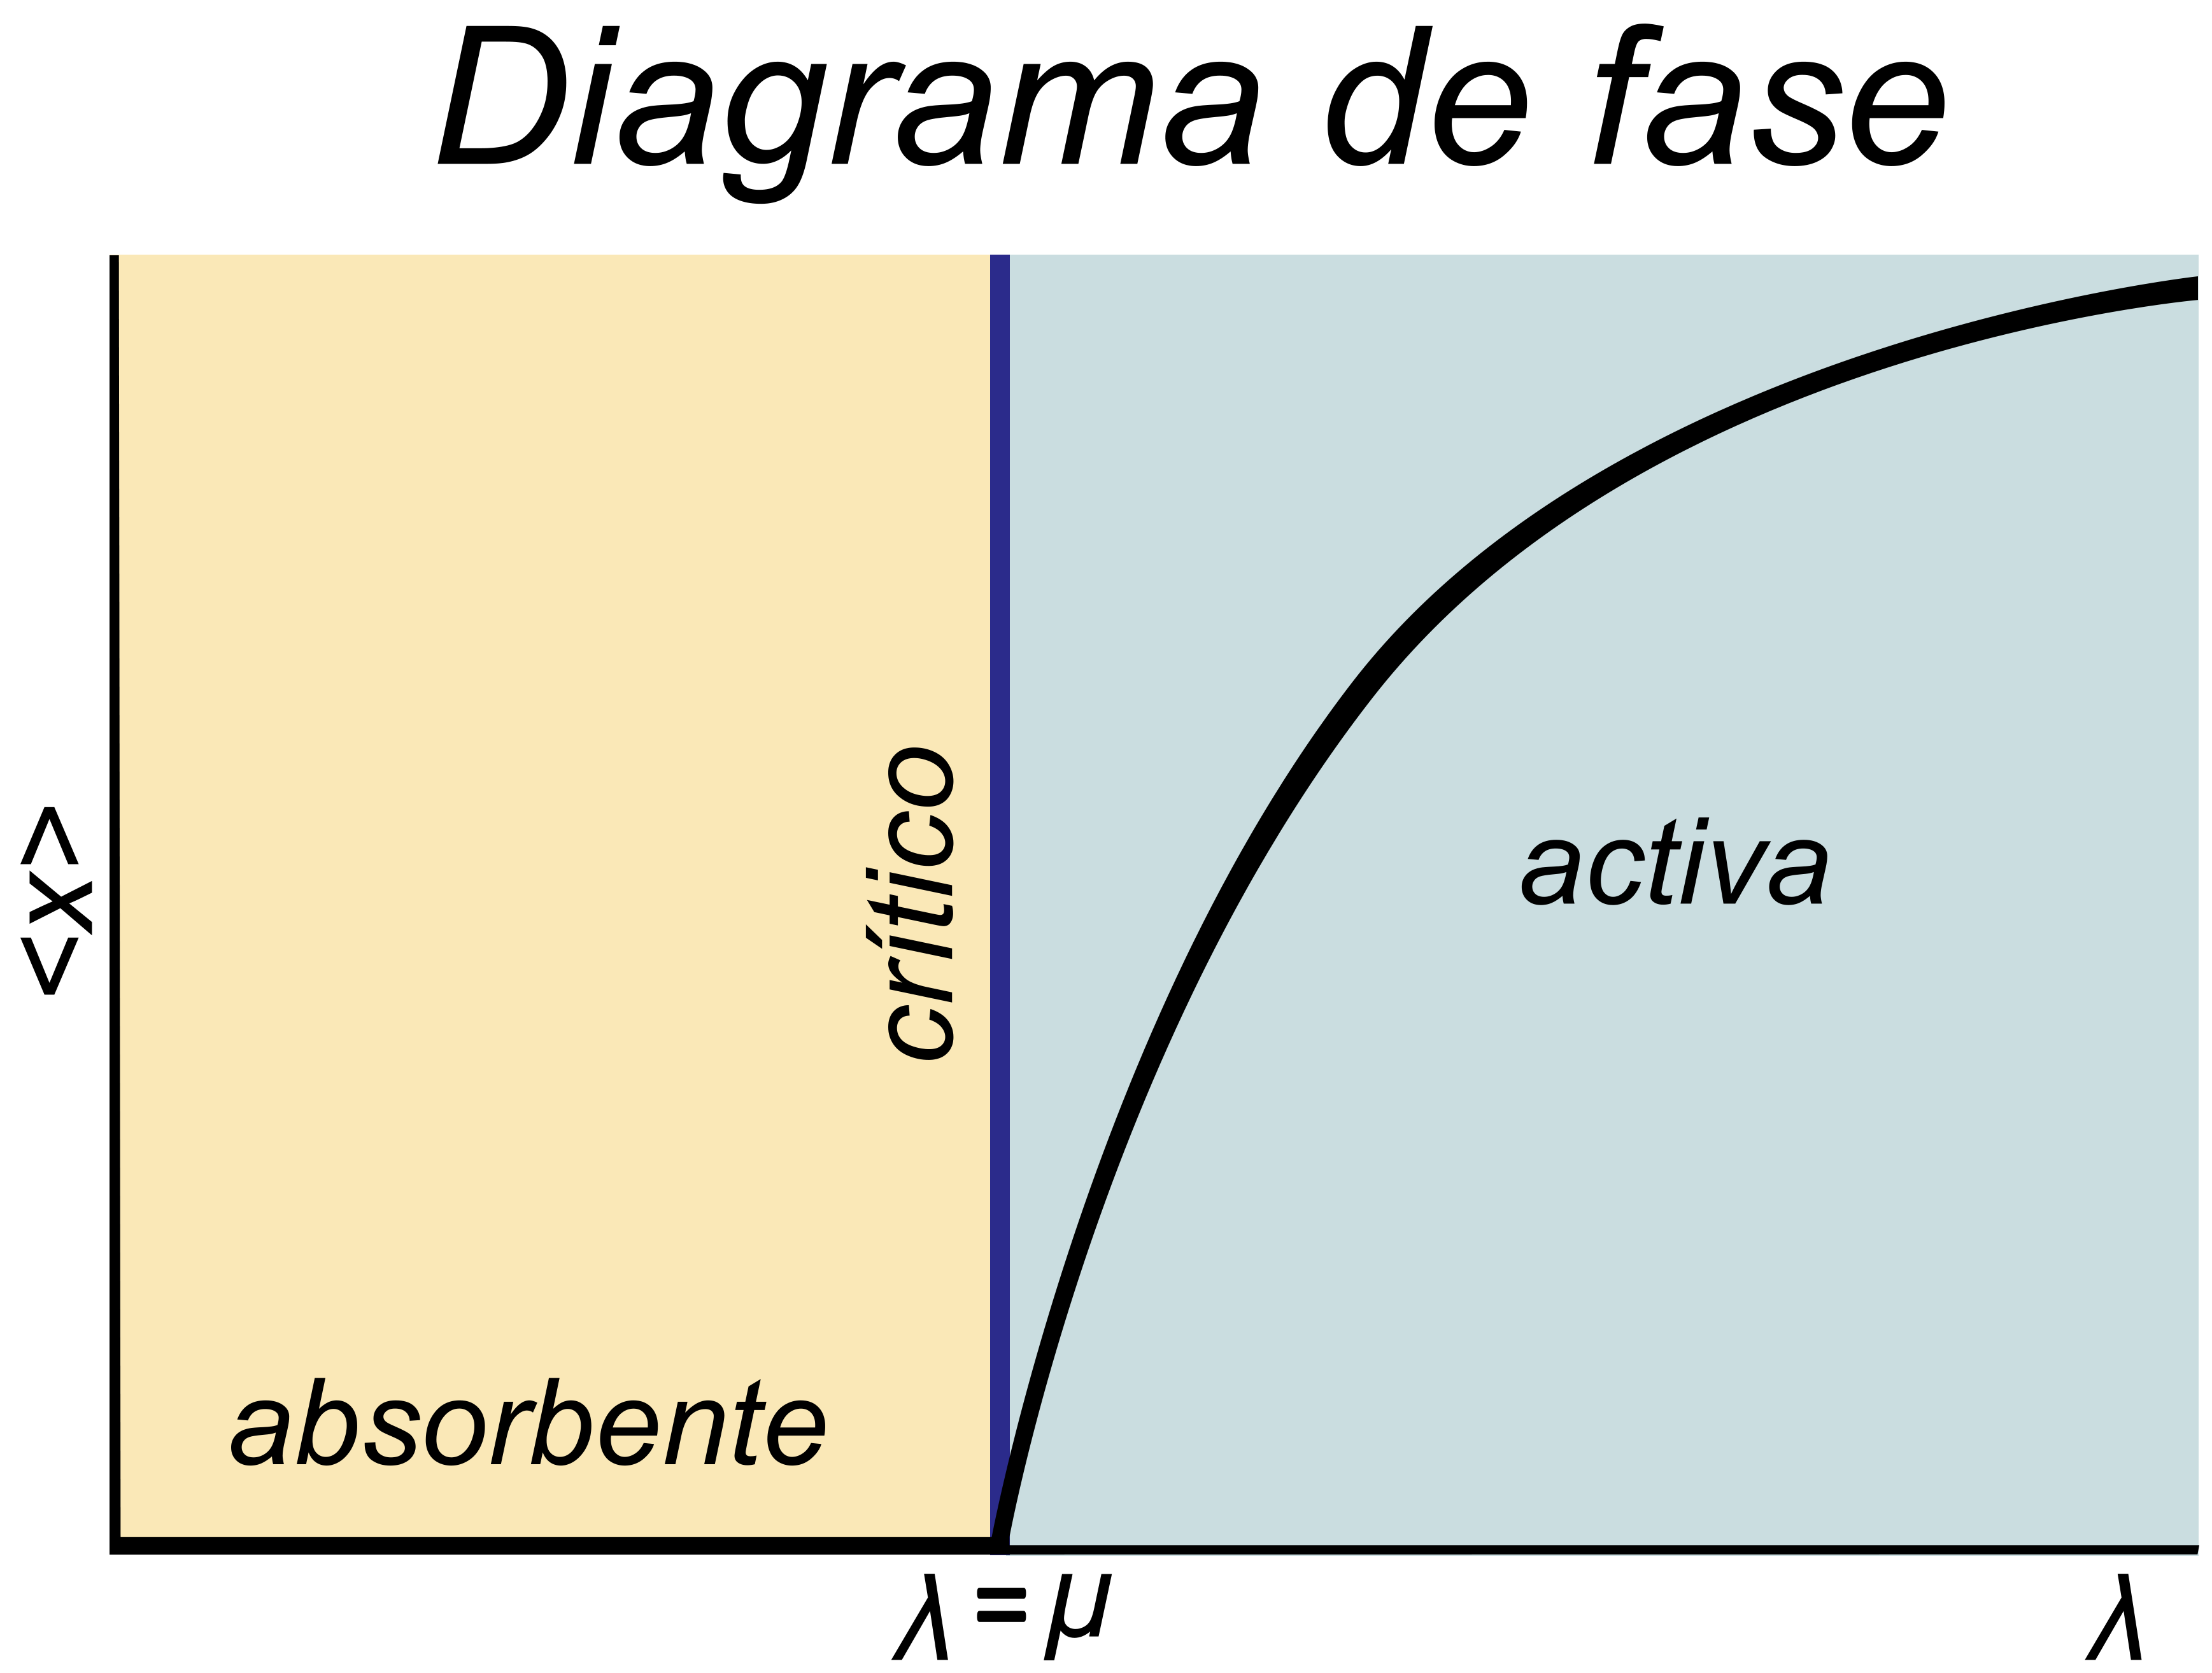 Diagrama de fase
<x>
crítico
activa
absorbente
λ = μ
λ